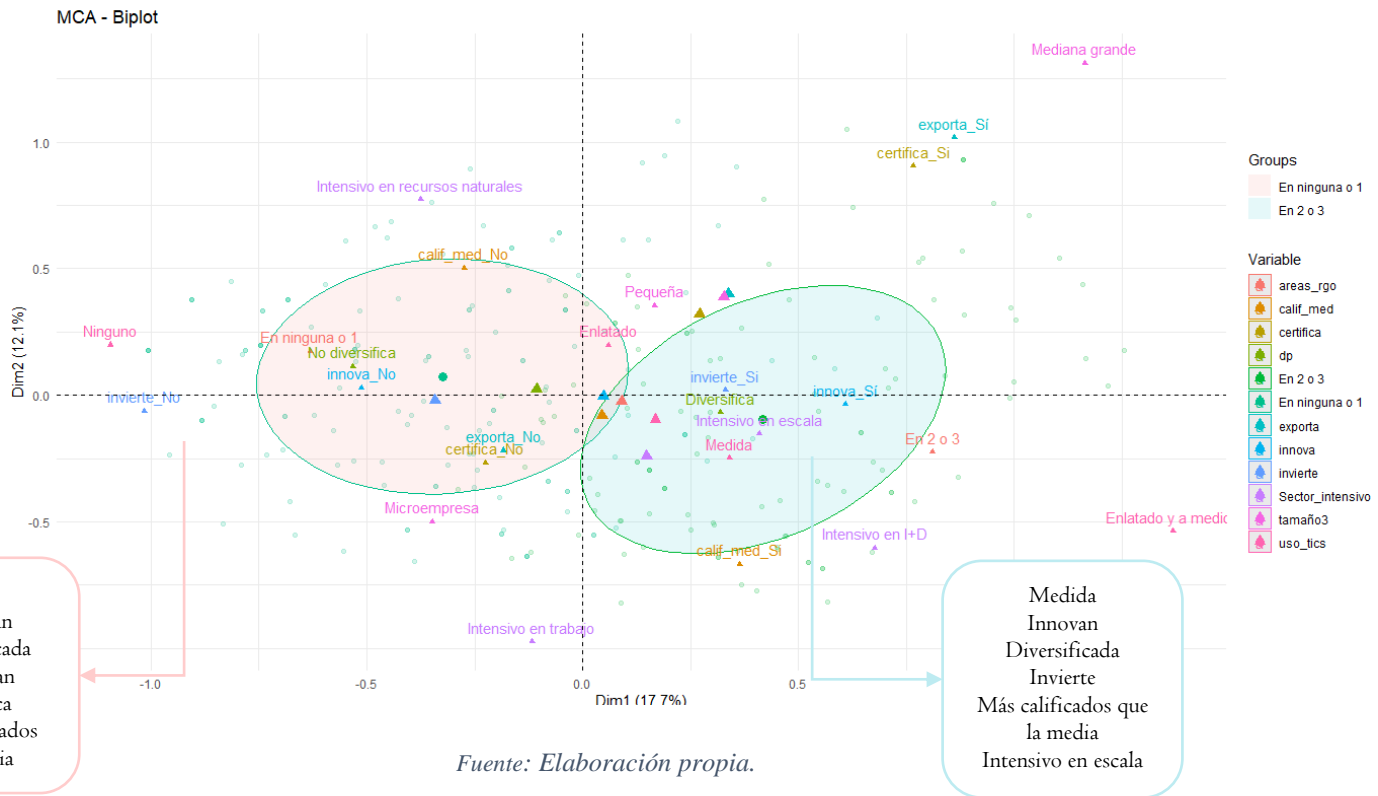 MCA - Biplot
Mediana grande
exporta_Sí
certifica_Si
Intensivo en recursos naturales
calif_med_No
Pequeña
Ninguno
En ninguna o 1
Enlatado
No diversifica
innova_No
invierte_Si
invierte_No
innova_Sí
Diversifica
Intensivo en escala
exporta_No
En 2 o 3
certifica_No
Medida
Microempresa
Enlatado y a medic
Intensivo en I+D
calif_med_Si
Intensivo en trabajo
Dim2 (12.1%)
1.0
0.5
0.0
-0.5
-1.0
-0.5
0.0
0.5
Dim1 (17.7%)
Groups
En ninguna o 1
En 2 o 3
Variable
areas_rgo
calif_med
certifica
dp
En 2 o 3
En ninguna o 1
exporta
innova
invierte
Sector_intensivo
tamaño3
uso_tics
Medida
Innovan
Diversificada
Invierte
Más calificados que
la media
Intensivo en escala
Fuente: Elaboración propia.